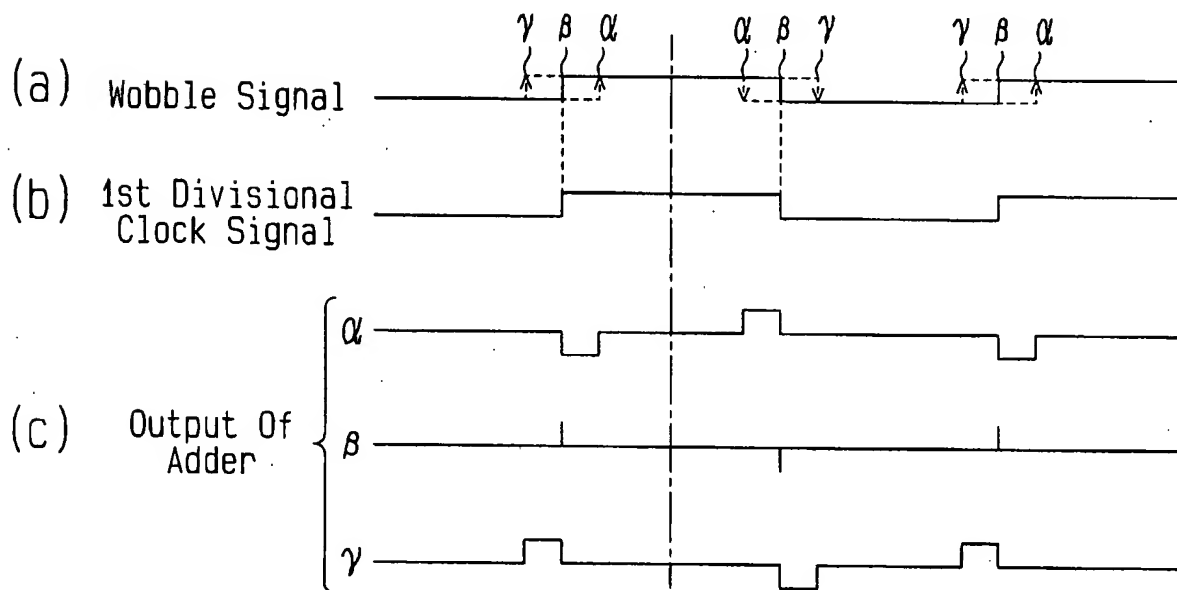 γ β α α β γ γ β α
(a) Wobble Signal
(b) 1st Divisional
Clock Signal
α
(c) Output Of
Adder
β
γ